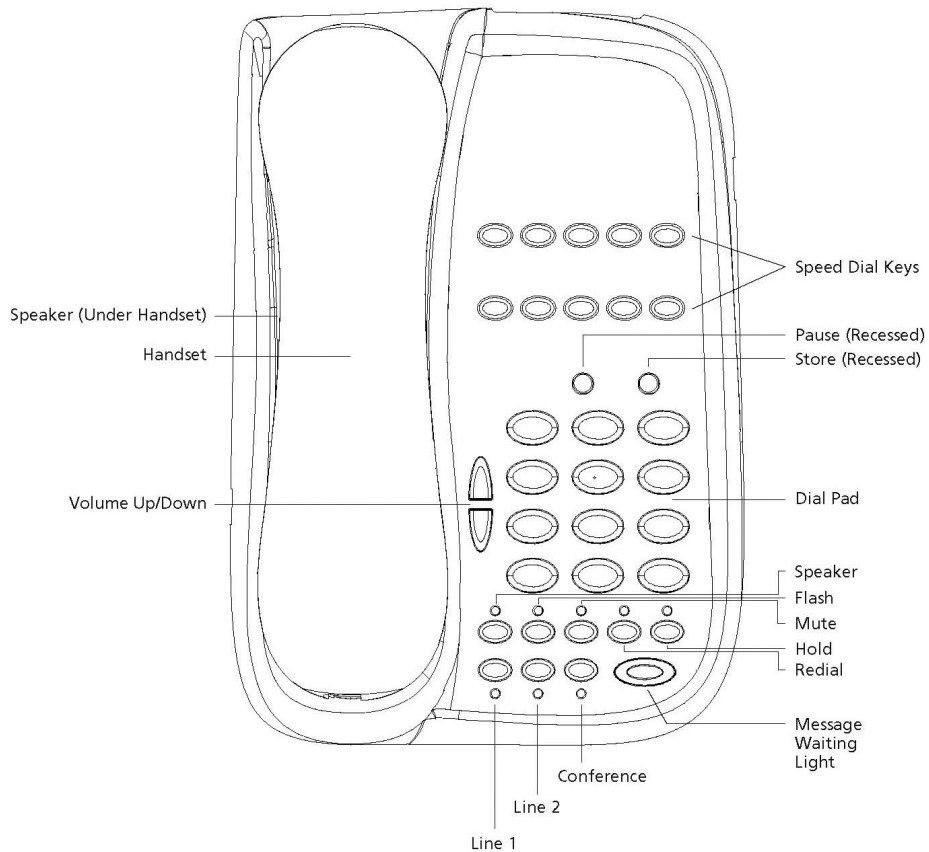 Speed Dial Keys
Speaker (Under Handset)
Pause (Recessed)
Handset
Store (Recessed)
Volume Up/Down
Dial Pad
Speaker
Flash
Mute
Hold
Redial
Message
Waiting
Light
Conference
Line 2
Line 1